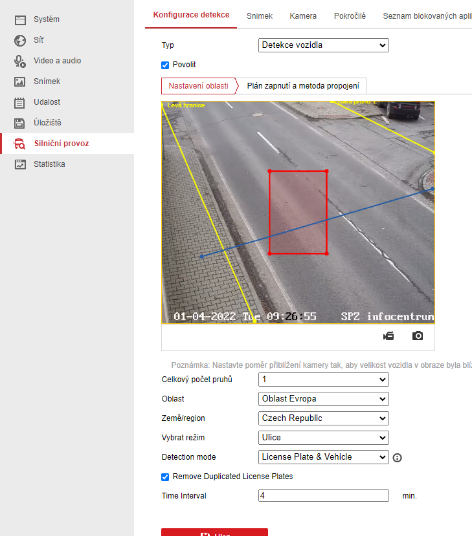 Systém
Síť
Video a audio
Snímek
Událost
Úložiště
Silniční provoz
Statistika
Konfigurace detekce Snímek Kamera Pokročilé Seznam blokovaných apli
Typ Detekce vozidla
Povolit
Nastavení oblasti Plán zapnutí a metoda propojení
Levá hranice
01-04-2022 Tue 09:26:55 SPZ infocentrum
Poznámka: Nastavte poměr přiblížení kamery tak, aby velikost vozidla v obraze byla blí
Celkový počet pruhů 1
Oblast Oblast Evropa
Země/region Czech Republic
Vybrat režim Ulice
Detection mode License Plate & Vehicle
Remove Duplicated License Plates
Time Interval 4 min.